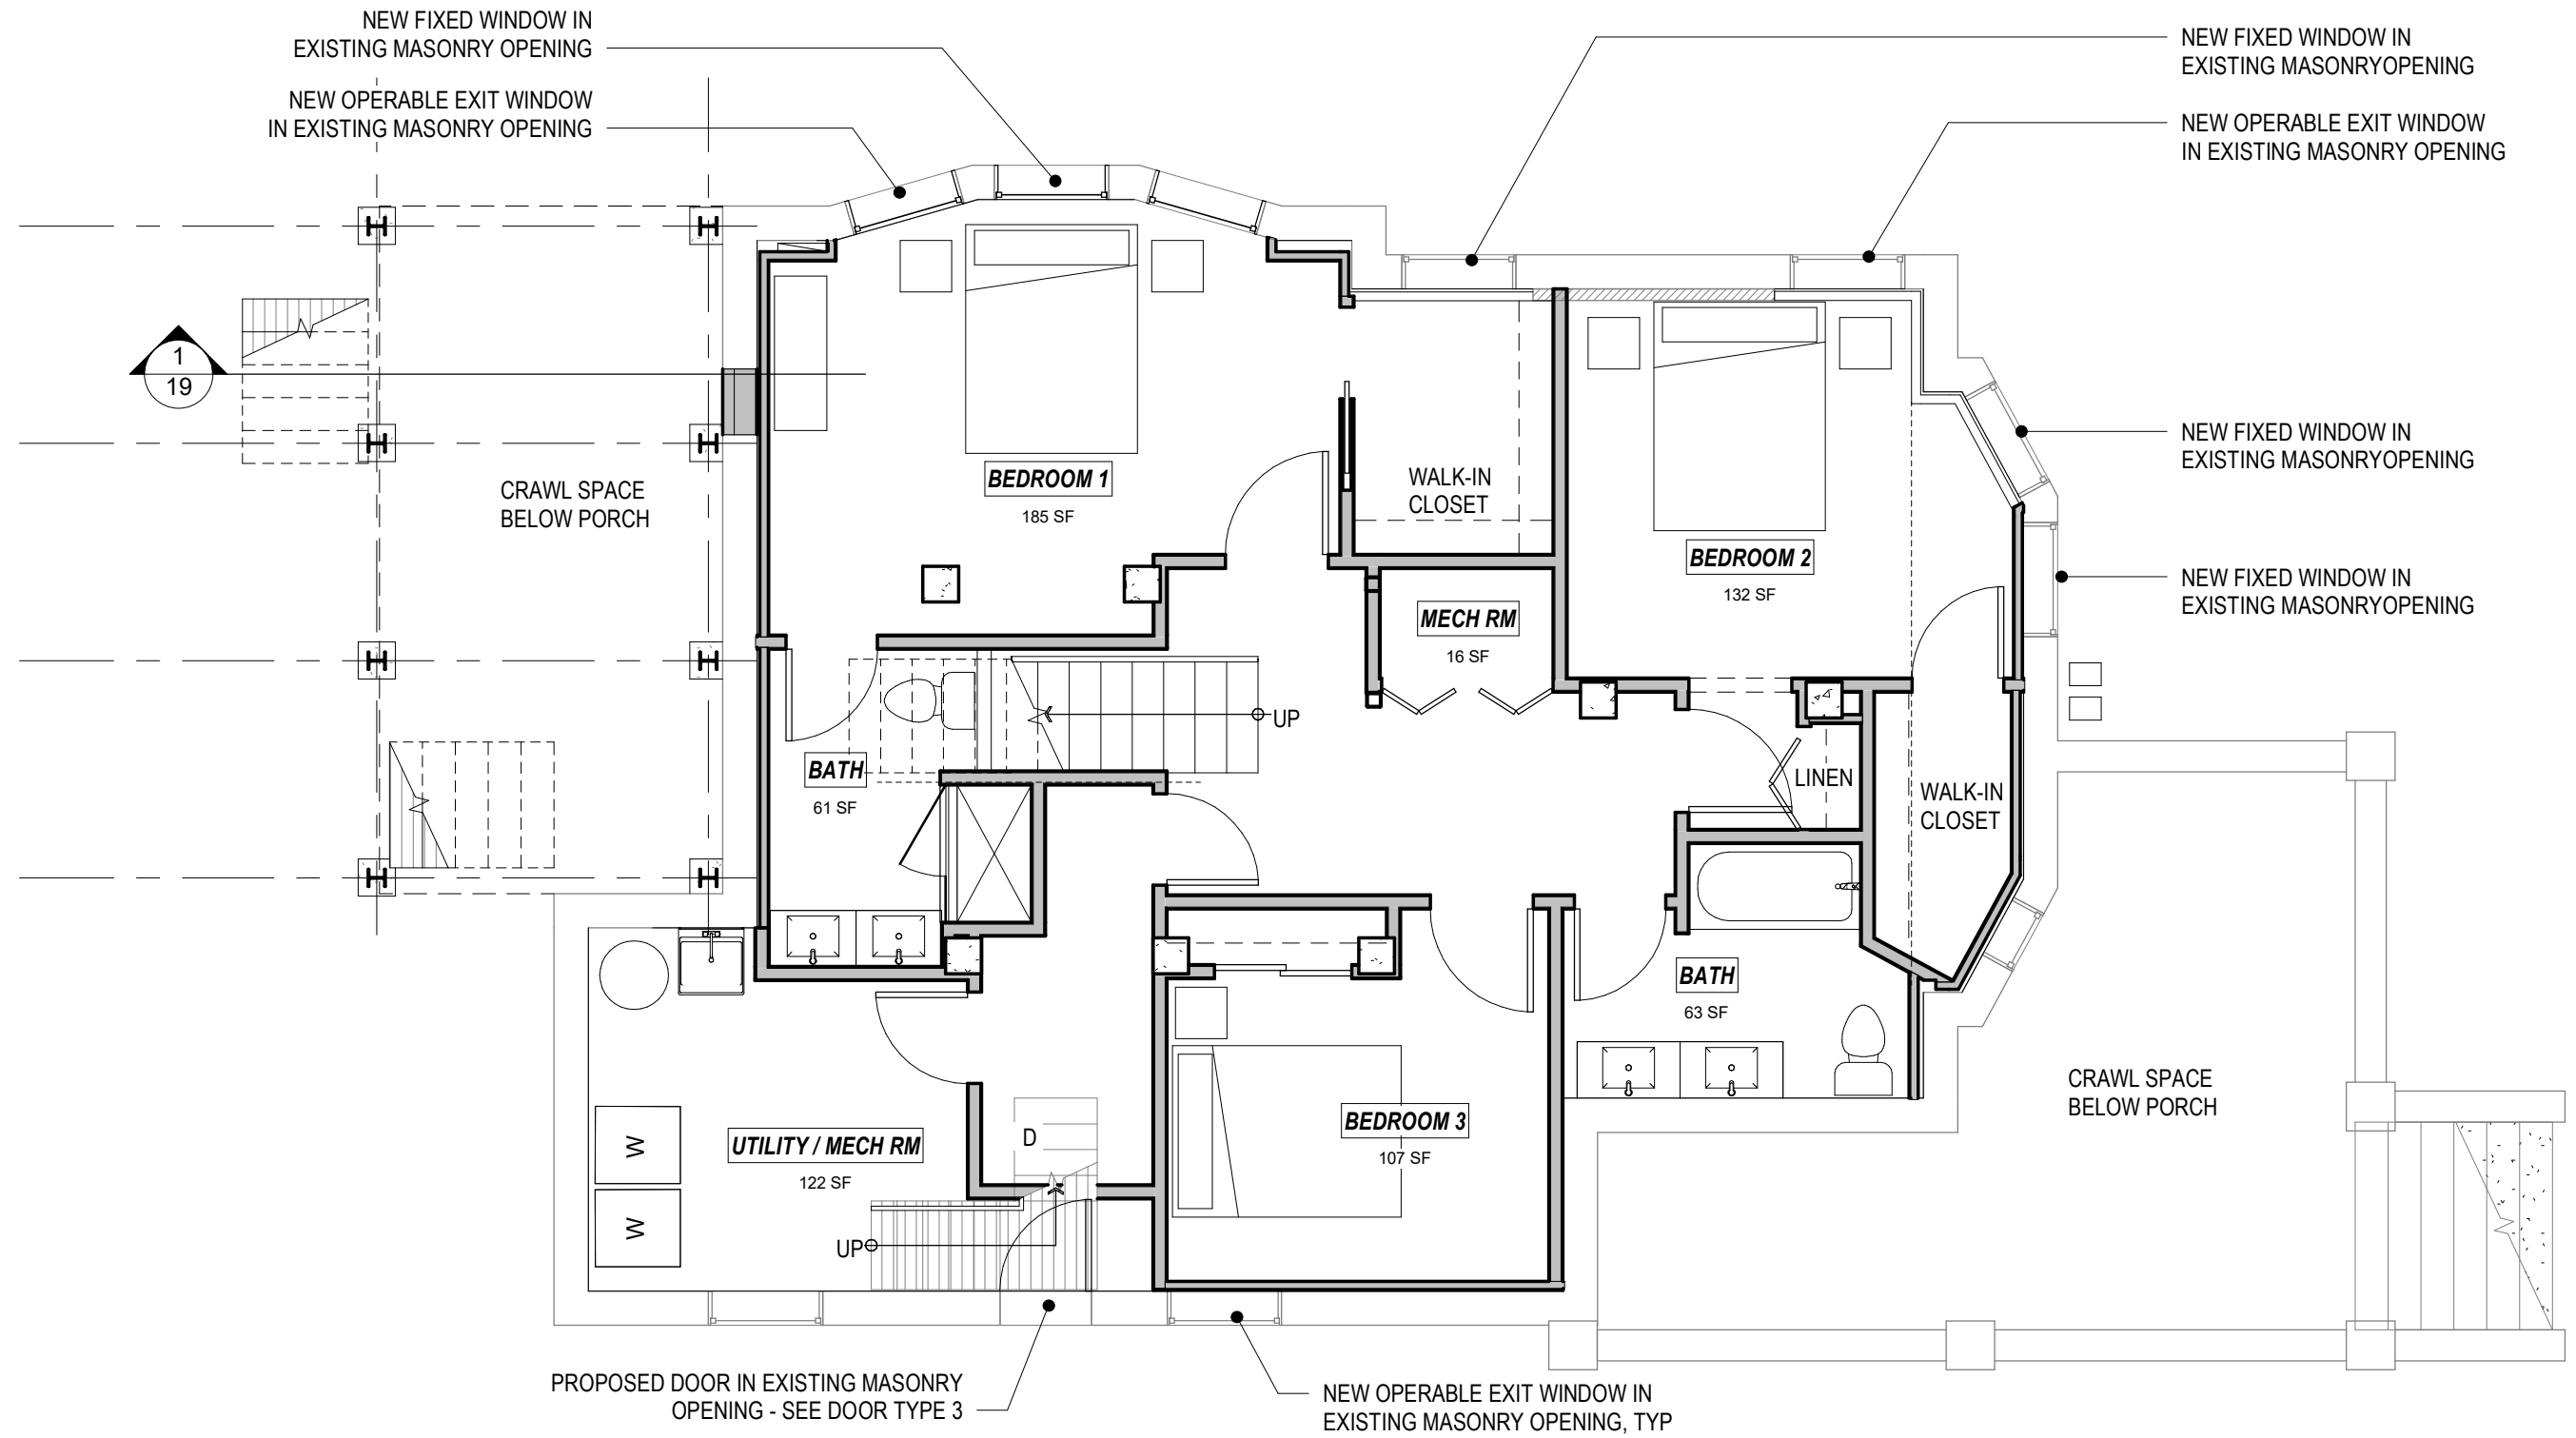 NEW FIXED WINDOW IN
EXISTING MASONRY OPENING
NEW OPERABLE EXIT WINDOW
IN EXISTING MASONRY OPENING
NEW FIXED WINDOW IN
EXISTING MASONRYOPENING
NEW OPERABLE EXIT WINDOW
IN EXISTING MASONRY OPENING
1
19
CRAWL SPACE
BELOW PORCH
BEDROOM 1
185 SF
WALK-IN
CLOSET
BEDROOM 2
132 SF
NEW FIXED WINDOW IN
EXISTING MASONRYOPENING
NEW FIXED WINDOW IN
EXISTING MASONRYOPENING
MECH RM
16 SF
UP
BATH
61 SF
LINEN
WALK-IN
CLOSET
BATH
63 SF
UTILITY / MECH RM
122 SF
W
W
D
UP
BEDROOM 3
107 SF
CRAWL SPACE
BELOW PORCH
PROPOSED DOOR IN EXISTING MASONRY
OPENING - SEE DOOR TYPE 3
NEW OPERABLE EXIT WINDOW IN
EXISTING MASONRY OPENING, TYP